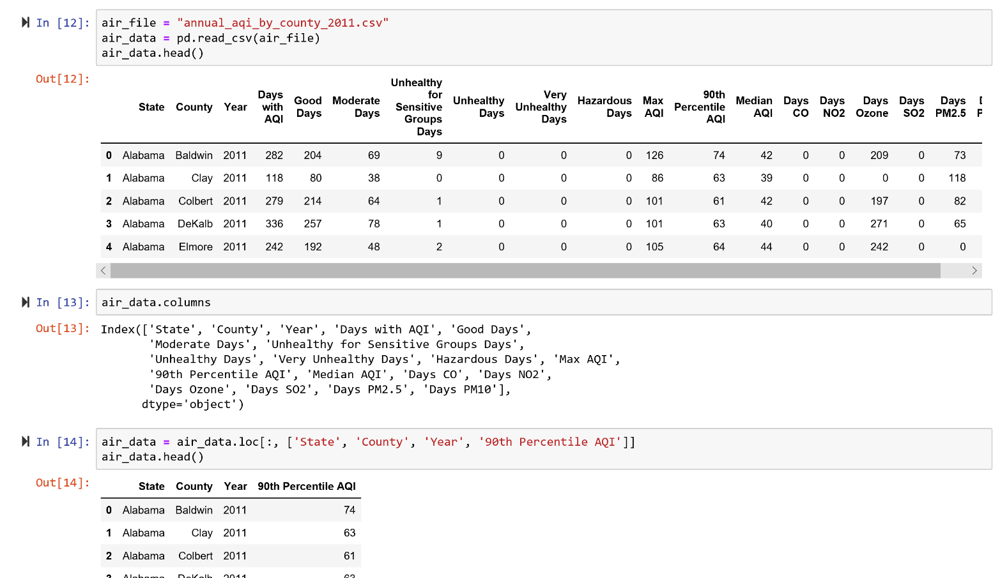 In [12]: air_file = "annual_aqi_by_county_2011.csv"
air_data = pd.read_csv(air_file)
air_data.head()
Out[12]:
State County Year Days with AQI Good Days Moderate Days Unhealthy for Sensitive Groups Days Unhealthy Days Very Unhealthy Days Hazardous Days Max AQI 90th Percentile AQI Median AQI Days CO Days NO2 Days Ozone Days SO2 Days PM2.5
0 Alabama Baldwin 2011 282 204 69 9 0 0 0 126 74 42 0 0 209 0 73
1 Alabama Clay 2011 118 80 38 0 0 0 0 86 63 39 0 0 0 0 118
2 Alabama Colbert 2011 279 214 64 1 0 0 0 101 61 42 0 0 197 0 82
3 Alabama DeKalb 2011 336 257 78 1 0 0 0 101 63 40 0 0 271 0 65
4 Alabama Elmore 2011 242 192 48 2 0 0 0 105 64 44 0 0 242 0 0
In [13]: air_data.columns
Out[13]: Index(['State', 'County', 'Year', 'Days with AQI', 'Good Days',
'Moderate Days', 'Unhealthy for Sensitive Groups Days',
'Unhealthy Days', 'Very Unhealthy Days', 'Hazardous Days', 'Max AQI',
'90th Percentile AQI', 'Median AQI', 'Days CO', 'Days NO2',
'Days Ozone', 'Days SO2', 'Days PM2.5', 'Days PM10'],
dtype='object')
In [14]: air_data = air_data.loc[:, ['State', 'County', 'Year', '90th Percentile AQI']]
air_data.head()
Out[14]:
State County Year 90th Percentile AQI
0 Alabama Baldwin 2011 74
1 Alabama Clay 2011 63
2 Alabama Colbert 2011 61
3 Alabama DeKalb 2011 63